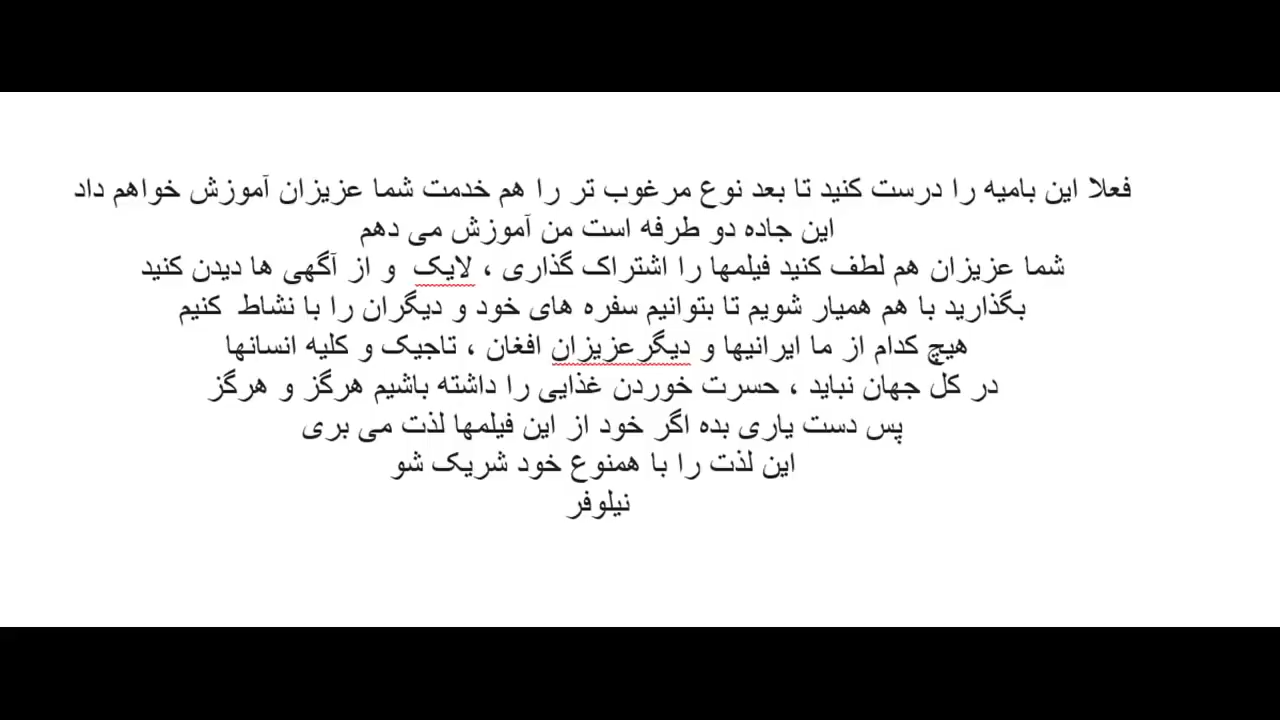 فعلا این بامیه را درست کنید تا بعد نوع مرغوب تر را هم خدمت شما عزیزان آموزش خواهم داد
این جاده دو طرفه است من آموزش می دهم
شما عزیزان هم لطف کنید فیلمها را اشتراک گذاری ، لایک و از آگهی ها دیدن کنید
بگذارید با هم همیار شویم تا بتوانیم سفره های خود و دیگران را با نشاط کنیم
هیچ کدام از ما ایرانیها و دیگرعزیزان افغان ، تاجیک و کلیه انسانها
در کل جهان نباید ، حسرت خوردن غذایی را داشته باشیم هرگز و هرگز
پس دست یاری بده اگر خود از این فیلمها لذت می بری
این لذت را با همنوع خود شریک شو
نیلوفر